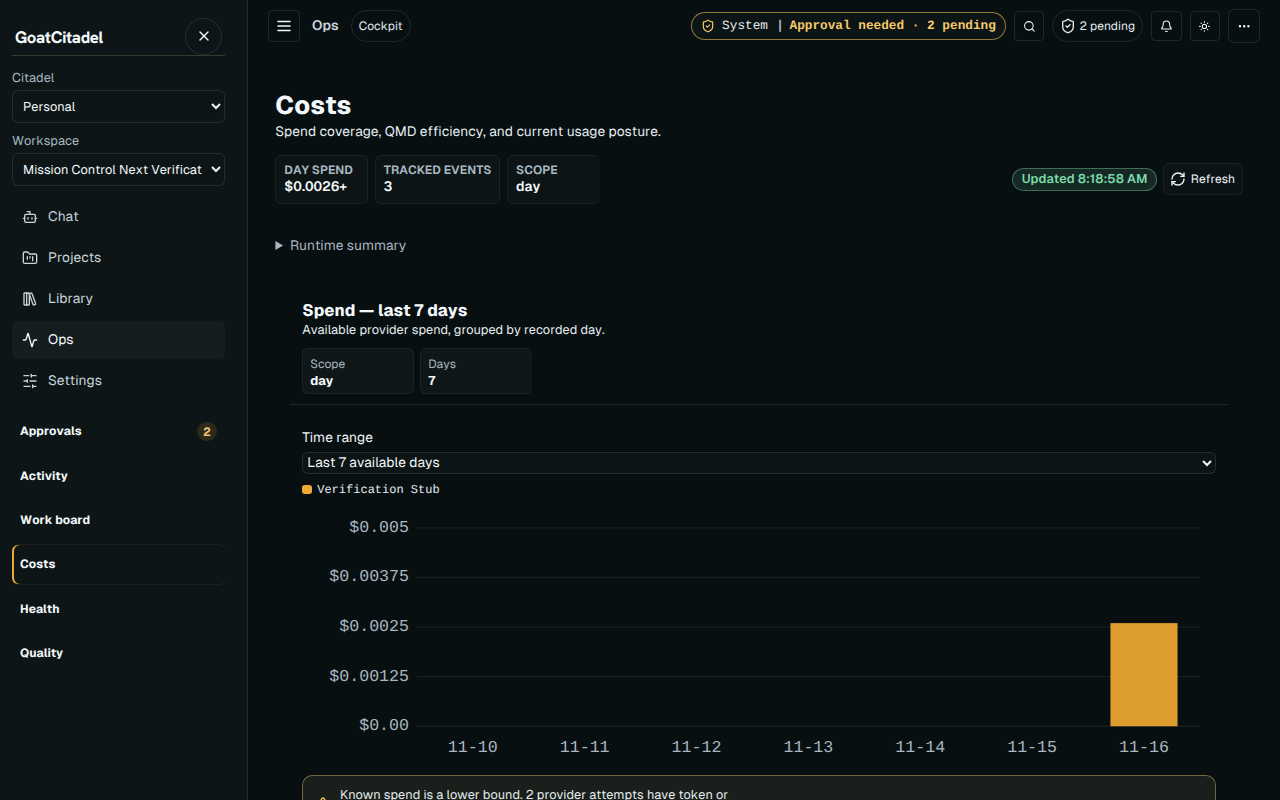 GoatCitadel
Citadel
Personal
Workspace
Mission Control Next Verificat
Chat
Projects
Library
Ops
Settings
Approvals 2
Activity
Work board
Costs
Health
Quality
Ops Cockpit
System | Approval needed · 2 pending
2 pending
Costs
Spend coverage, QMD efficiency, and current usage posture.
DAY SPEND
$0.0026+
TRACKED EVENTS
3
SCOPE
day
Updated 8:18:58 AM
Refresh
Runtime summary
Spend — last 7 days
Available provider spend, grouped by recorded day.
Scope
day
Days
7
Time range
Last 7 available days
Verification Stub
$0.005
$0.00375
$0.0025
$0.00125
$0.00
11-10 11-11 11-12 11-13 11-14 11-15 11-16
Known spend is a lower bound. 2 provider attempts have token or